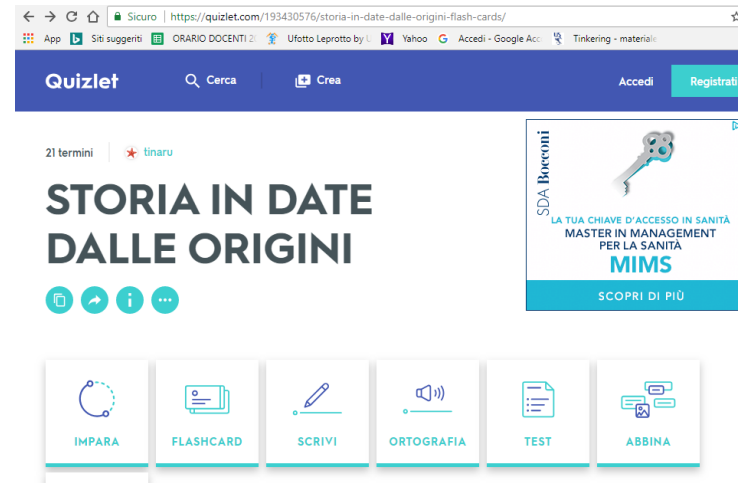 Sicuro | https://quizlet.com/193430576/storia-in-date-dalle-origini-flash-cards/
App Siti suggeriti ORARIO DOCENTI 2 Ufotto Leprotto by Yahoo Accedi - Google Acc Tinkering - materiale
Quizlet Cerca Crea Accedi Registrati
21 termini tinaru
STORIA IN DATE
DALLE ORIGINI
SDA Bocconi
LA TUA CHIAVE D'ACCESSO IN SANITÀ
MASTER IN MANAGEMENT
PER LA SANITÀ
MIMS
SCOPRI DI PIÙ
IMPARA FLASHCARD SCRIVI ORTOGRAFIA TEST ABBINA